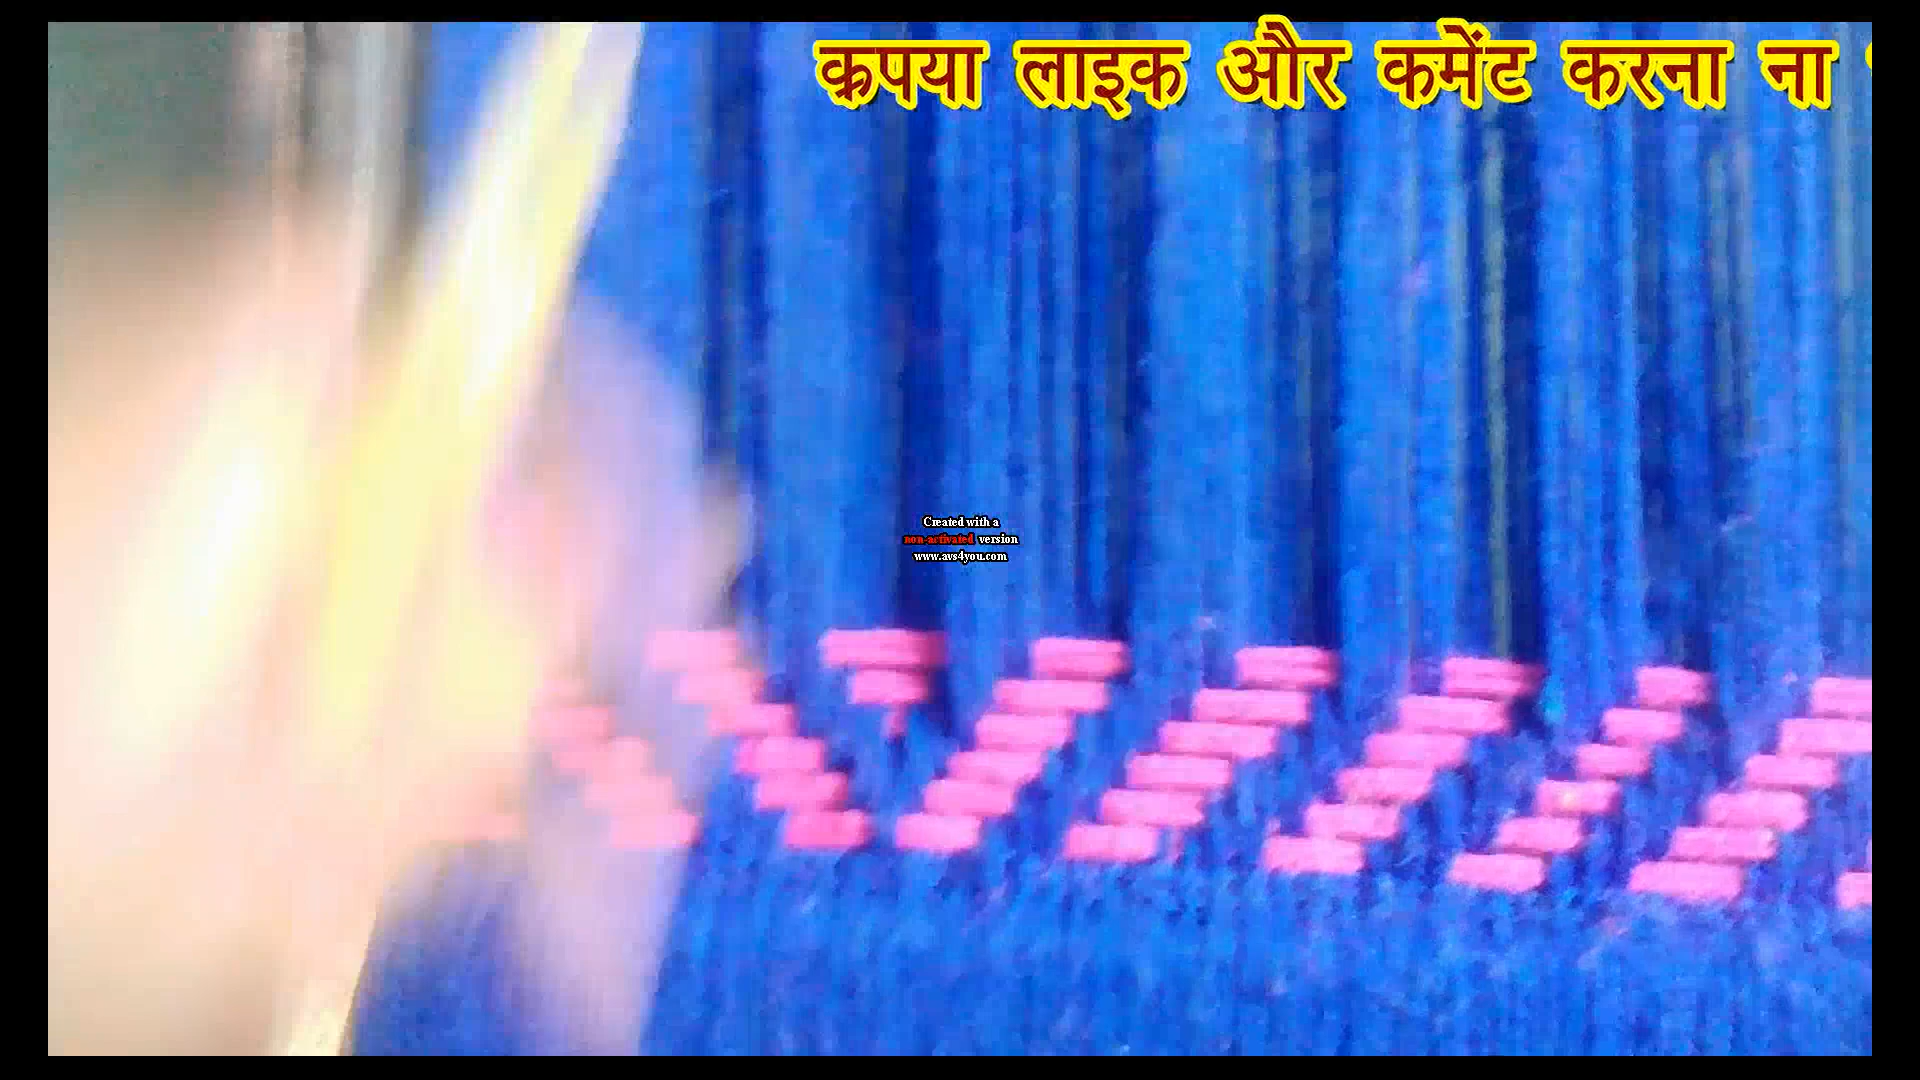 क्रपया लाइक और कमेंट करना ना
Created with a
non-activated version
www.avs4you.com